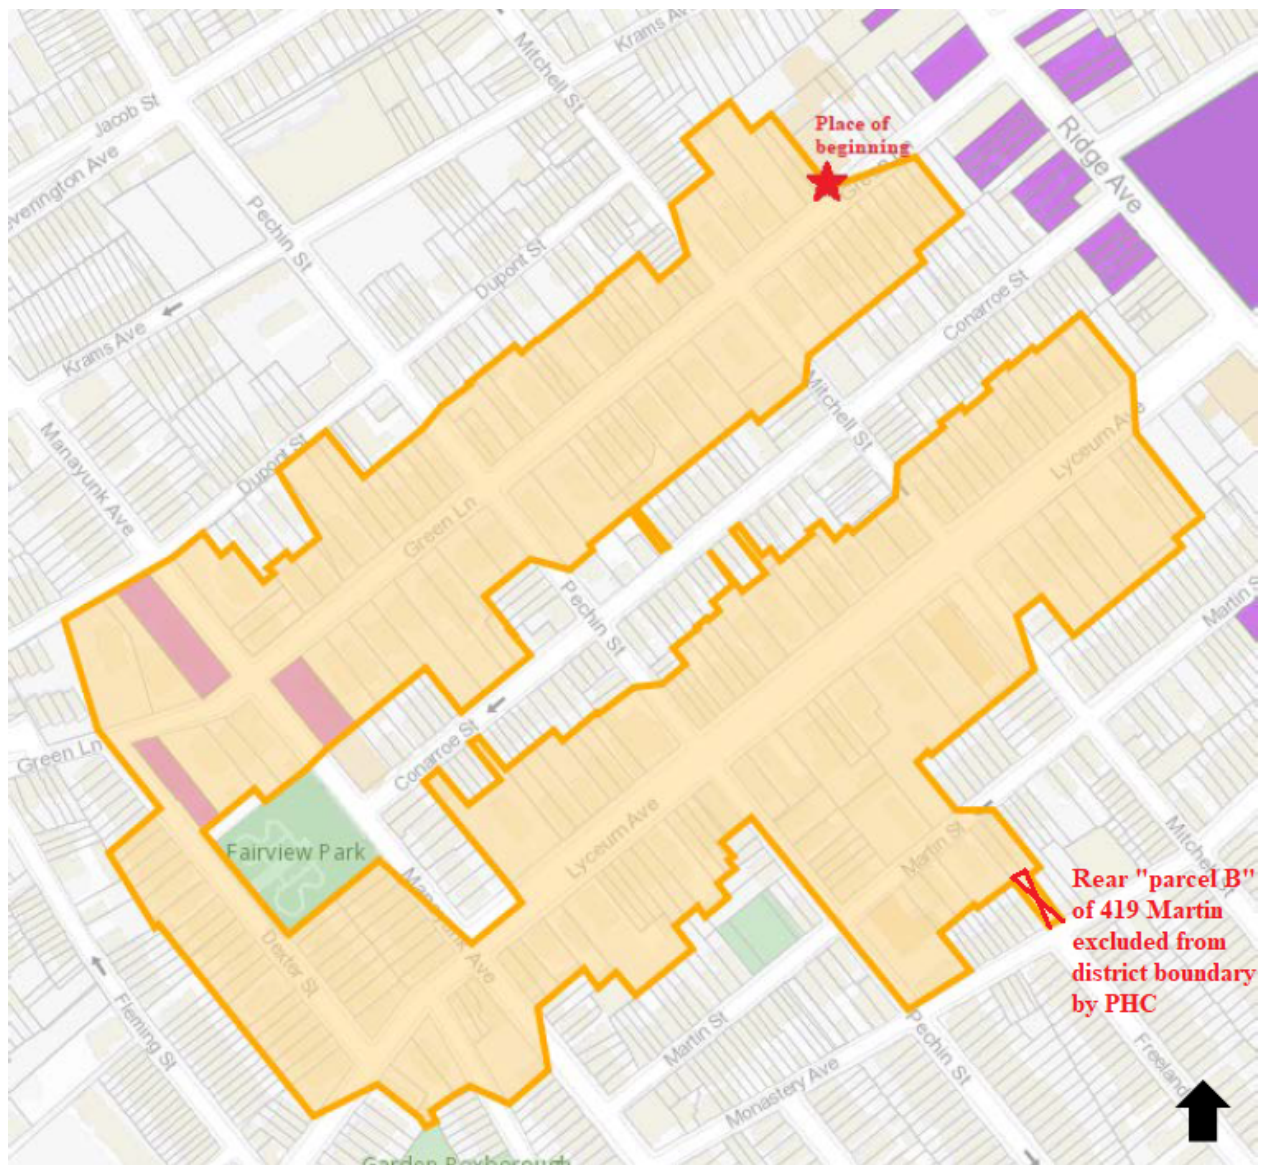 Krams Ave
Mitchell St
Jacob St
Place of
beginning
Ridge Ave
Leverington Ave
Pechin St
Dupont St
Conarroe St
Krams Ave
Mitchell St
Lyceum Ave
Manayunk Ave
Dupont St
Green Ln
Pechin St
Martin S
Green Ln
Conarroe St
Lyceum Ave
Fairview Park
Martin St
Mitchell St
Rear "parcel B"
of 419 Martin
excluded from
district boundary
by PHC
Dexter St
Fleming St
Martin St
Pechin St
Monastery Ave
Freeland
Garden Roxborough